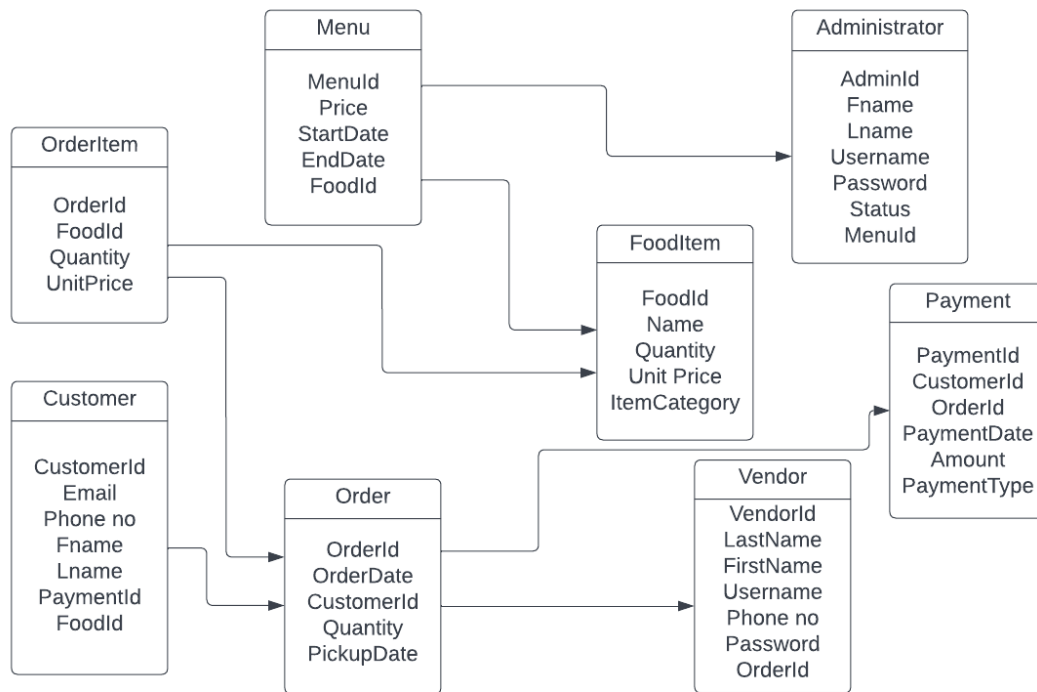 Menu
MenuId
Price
StartDate
EndDate
FoodId
Administrator
AdminId
Fname
Lname
Username
Password
Status
MenuId
OrderItem
OrderId
FoodId
Quantity
UnitPrice
FoodItem
FoodId
Name
Quantity
Unit Price
ItemCategory
Payment
PaymentId
CustomerId
OrderId
PaymentDate
Amount
PaymentType
Customer
CustomerId
Email
Phone no
Fname
Lname
PaymentId
FoodId
Order
OrderId
OrderDate
CustomerId
Quantity
PickupDate
Vendor
VendorId
LastName
FirstName
Username
Phone no
Password
OrderId